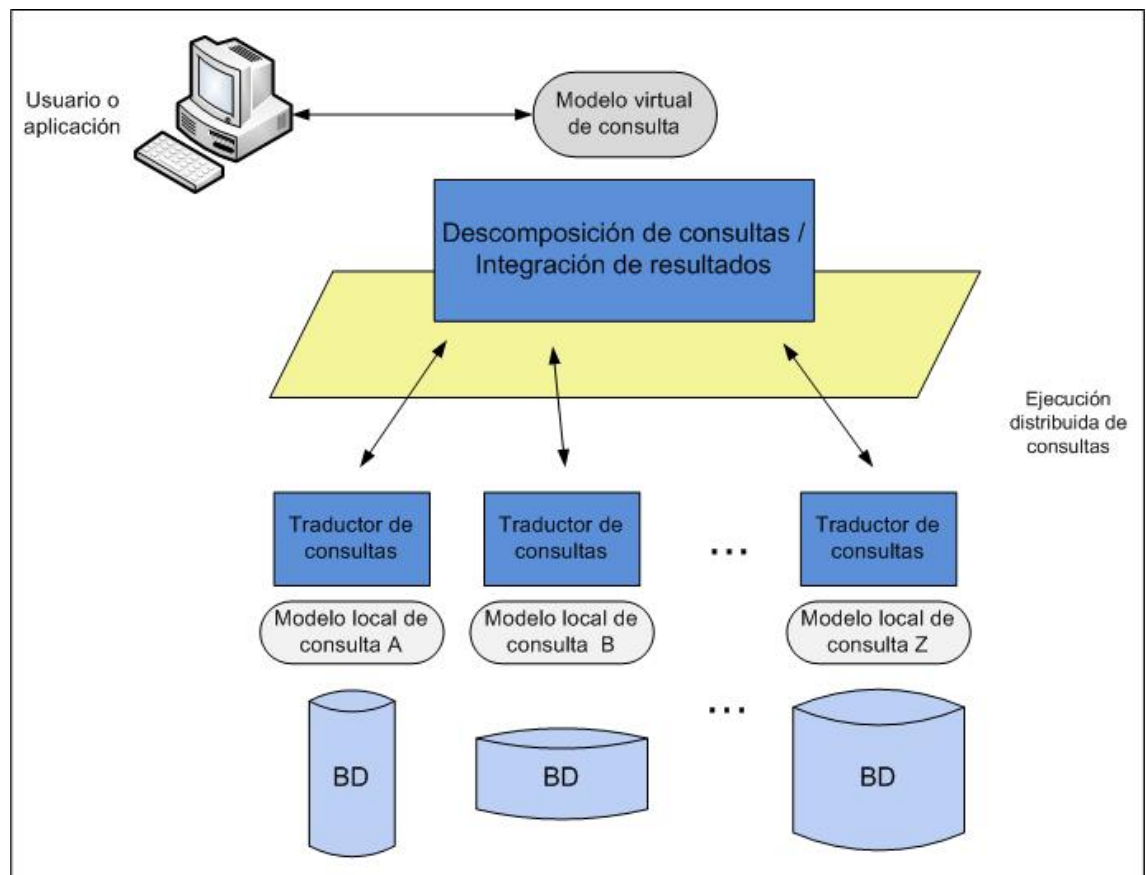 Usuario o
aplicación
Modelo virtual
de consulta
Descomposición de consultas /
Integración de resultados
Ejecución
distribuida de
consultas
Traductor de
consultas
Traductor de
consultas
...
Traductor de
consultas
Modelo local de
consulta A
Modelo local de
consulta B
Modelo local de
consulta Z
...
BD
BD
BD